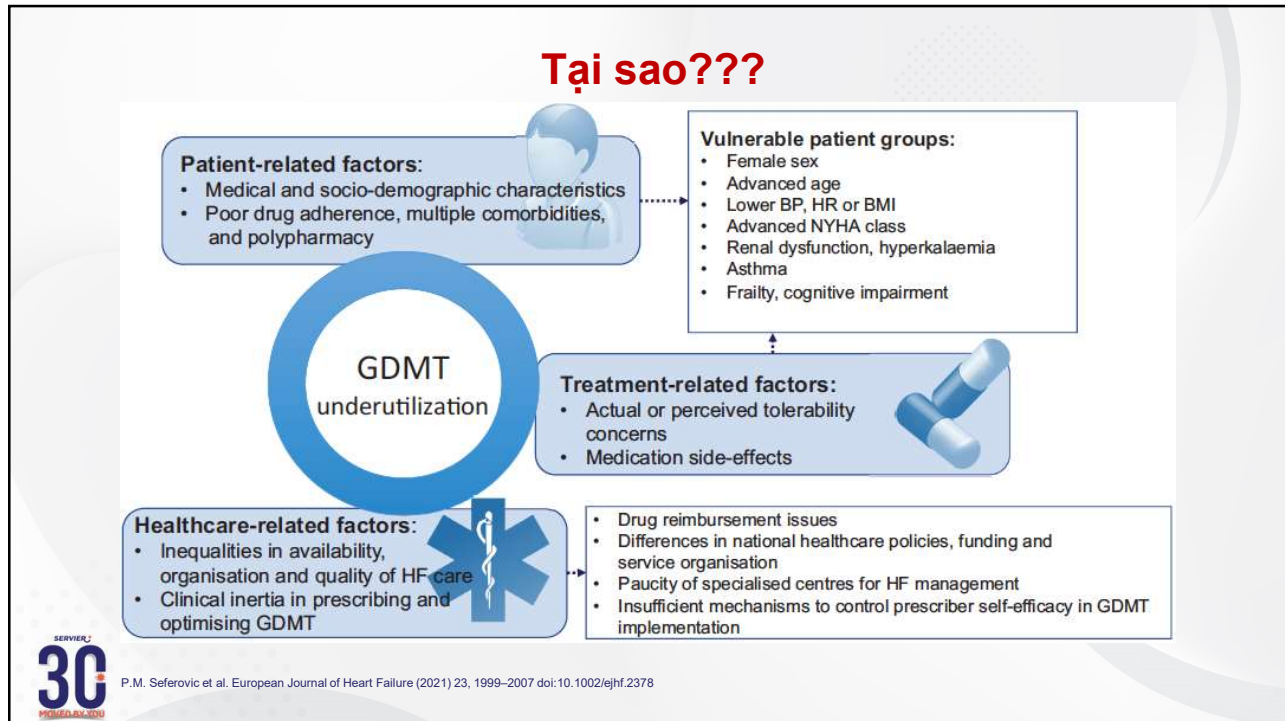 Tại sao???
Patient-related factors:
• Medical and socio-demographic characteristics
• Poor drug adherence, multiple comorbidities,
and polypharmacy
Vulnerable patient groups:
• Female sex
• Advanced age
• Lower BP, HR or BMI
• Advanced NYHA class
• Renal dysfunction, hyperkalaemia
• Asthma
• Frailty, cognitive impairment
GDMT
underutilization
Treatment-related factors:
• Actual or perceived tolerability
concerns
• Medication side-effects
Healthcare-related factors:
• Inequalities in availability,
organisation and quality of HF care
• Clinical inertia in prescribing and
optimising GDMT
• Drug reimbursement issues
• Differences in national healthcare policies, funding and
service organisation
• Paucity of specialised centres for HF management
• Insufficient mechanisms to control prescriber self-efficacy in GDMT
implementation
SERVIER
30
MOVED BY YOU
P.M. Seferovic et al. European Journal of Heart Failure (2021) 23, 1999–2007 doi:10.1002/ejhf.2378